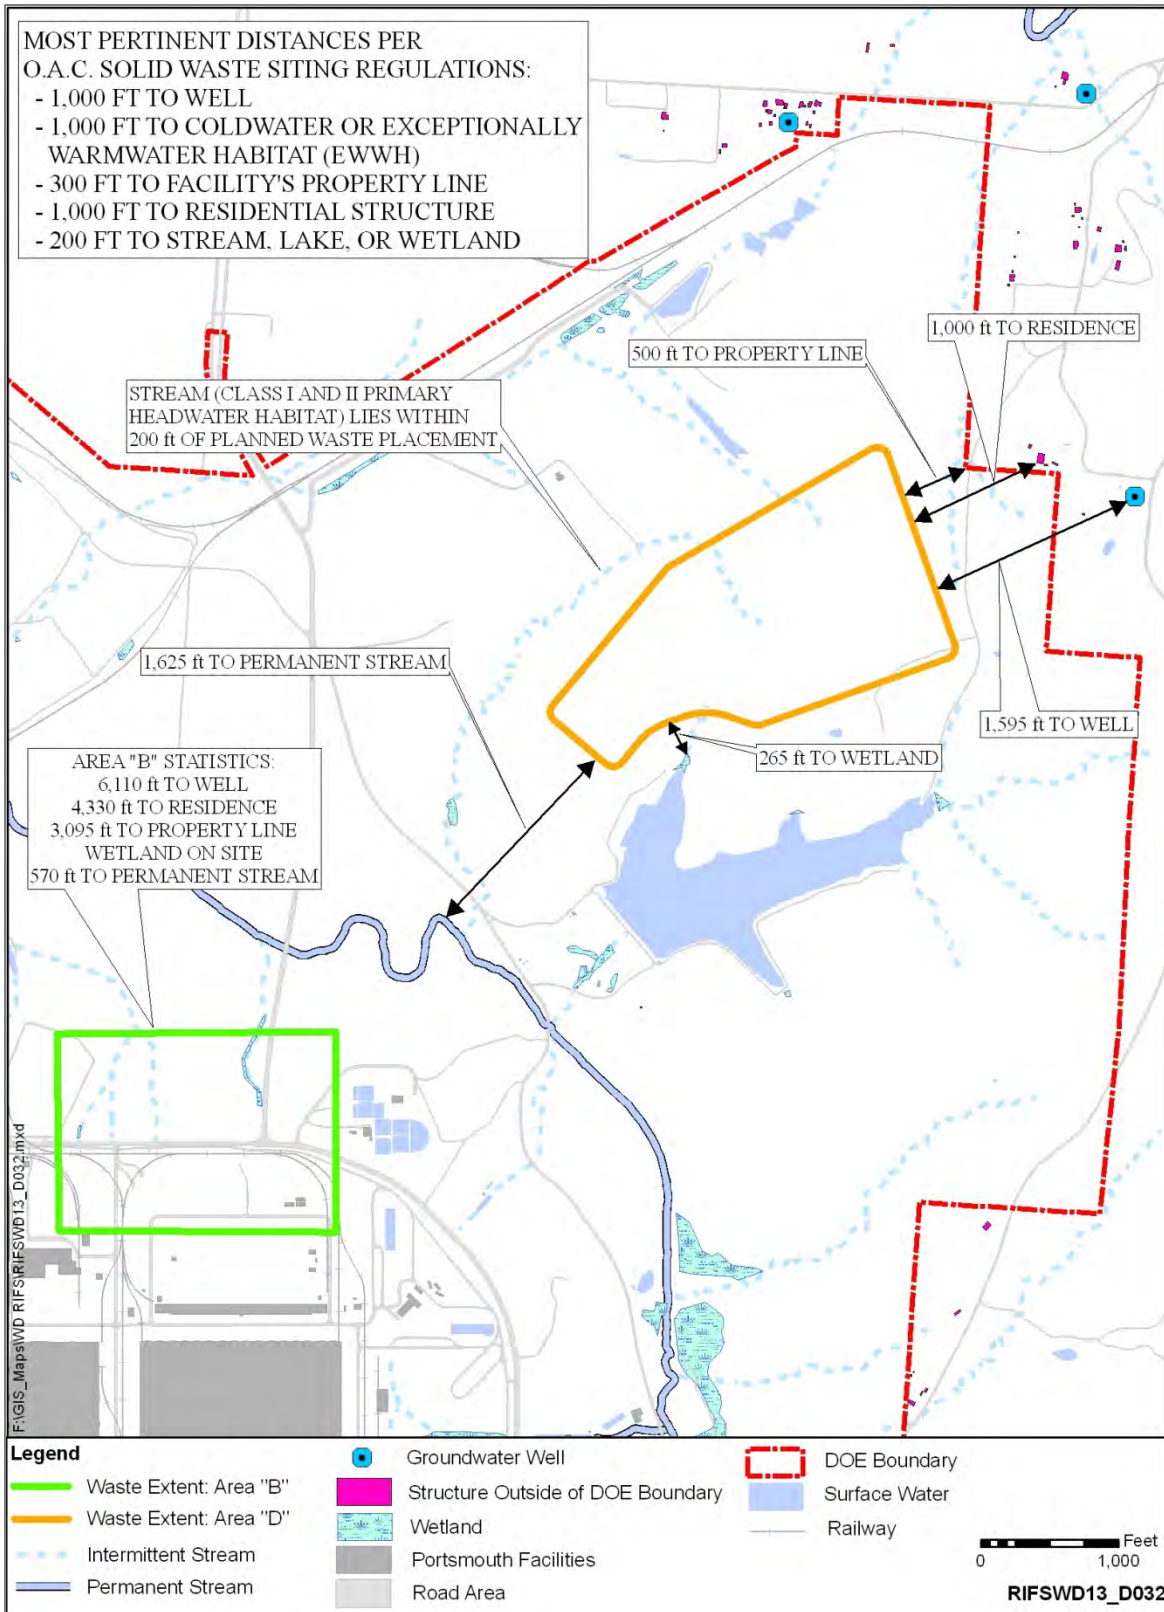 MOST PERTINENT DISTANCES PER
O.A.C. SOLID WASTE SITING REGULATIONS:
- 1,000 FT TO WELL
- 1,000 FT TO COLDWATER OR EXCEPTIONALLY
WARMWATER HABITAT (EWWH)
- 300 FT TO FACILITY'S PROPERTY LINE
- 1,000 FT TO RESIDENTIAL STRUCTURE
- 200 FT TO STREAM, LAKE, OR WETLAND
1,000 ft TO RESIDENCE
500 ft TO PROPERTY LINE
STREAM (CLASS I AND II PRIMARY
HEADWATER HABITAT) LIES WITHIN
200 ft OF PLANNED WASTE PLACEMENT
1,625 ft TO PERMANENT STREAM
1,595 ft TO WELL
265 ft TO WETLAND
AREA "B" STATISTICS:
6,110 ft TO WELL
4,330 ft TO RESIDENCE
3,095 ft TO PROPERTY LINE
WETLAND ON SITE
570 ft TO PERMANENT STREAM
F:\GIS_Maps\WD RIFS\RIFSWD13_D032.mxd
Legend
Waste Extent: Area "B"
Waste Extent: Area "D"
Intermittent Stream
Permanent Stream
Groundwater Well
Structure Outside of DOE Boundary
Wetland
Portsmouth Facilities
Road Area
DOE Boundary
Surface Water
Railway
Feet
0 1,000
RIFSWD13_D032